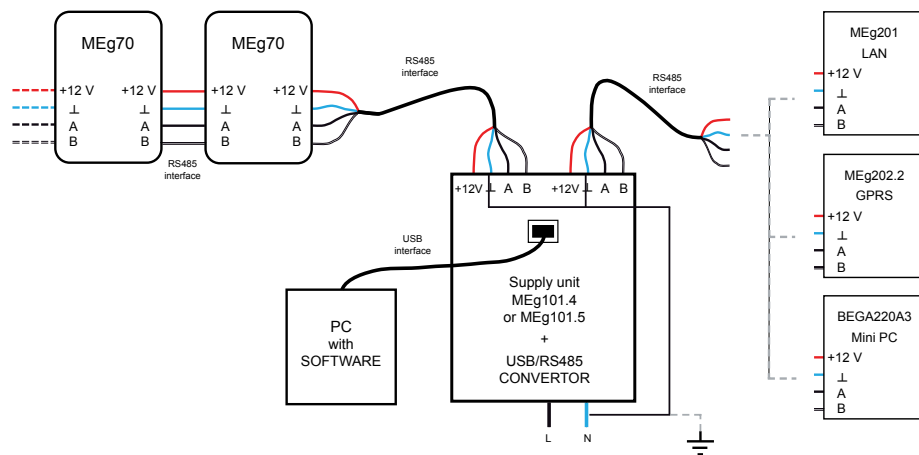 MEg70
+12 V
⊥
A
B
RS485
interface
MEg70
+12 V
⊥
A
B
RS485
interface
RS485
interface
+12V ⊥ A B
+12V ⊥ A B
USB
interface
Supply unit
MEg101.4
or MEg101.5
+
USB/RS485
CONVERTOR
PC
with
SOFTWARE
L
N
MEg201
LAN
+12 V
⊥
A
B
MEg202.2
GPRS
+12 V
⊥
A
B
BEGA220A3
Mini PC
+12 V
⊥
A
B